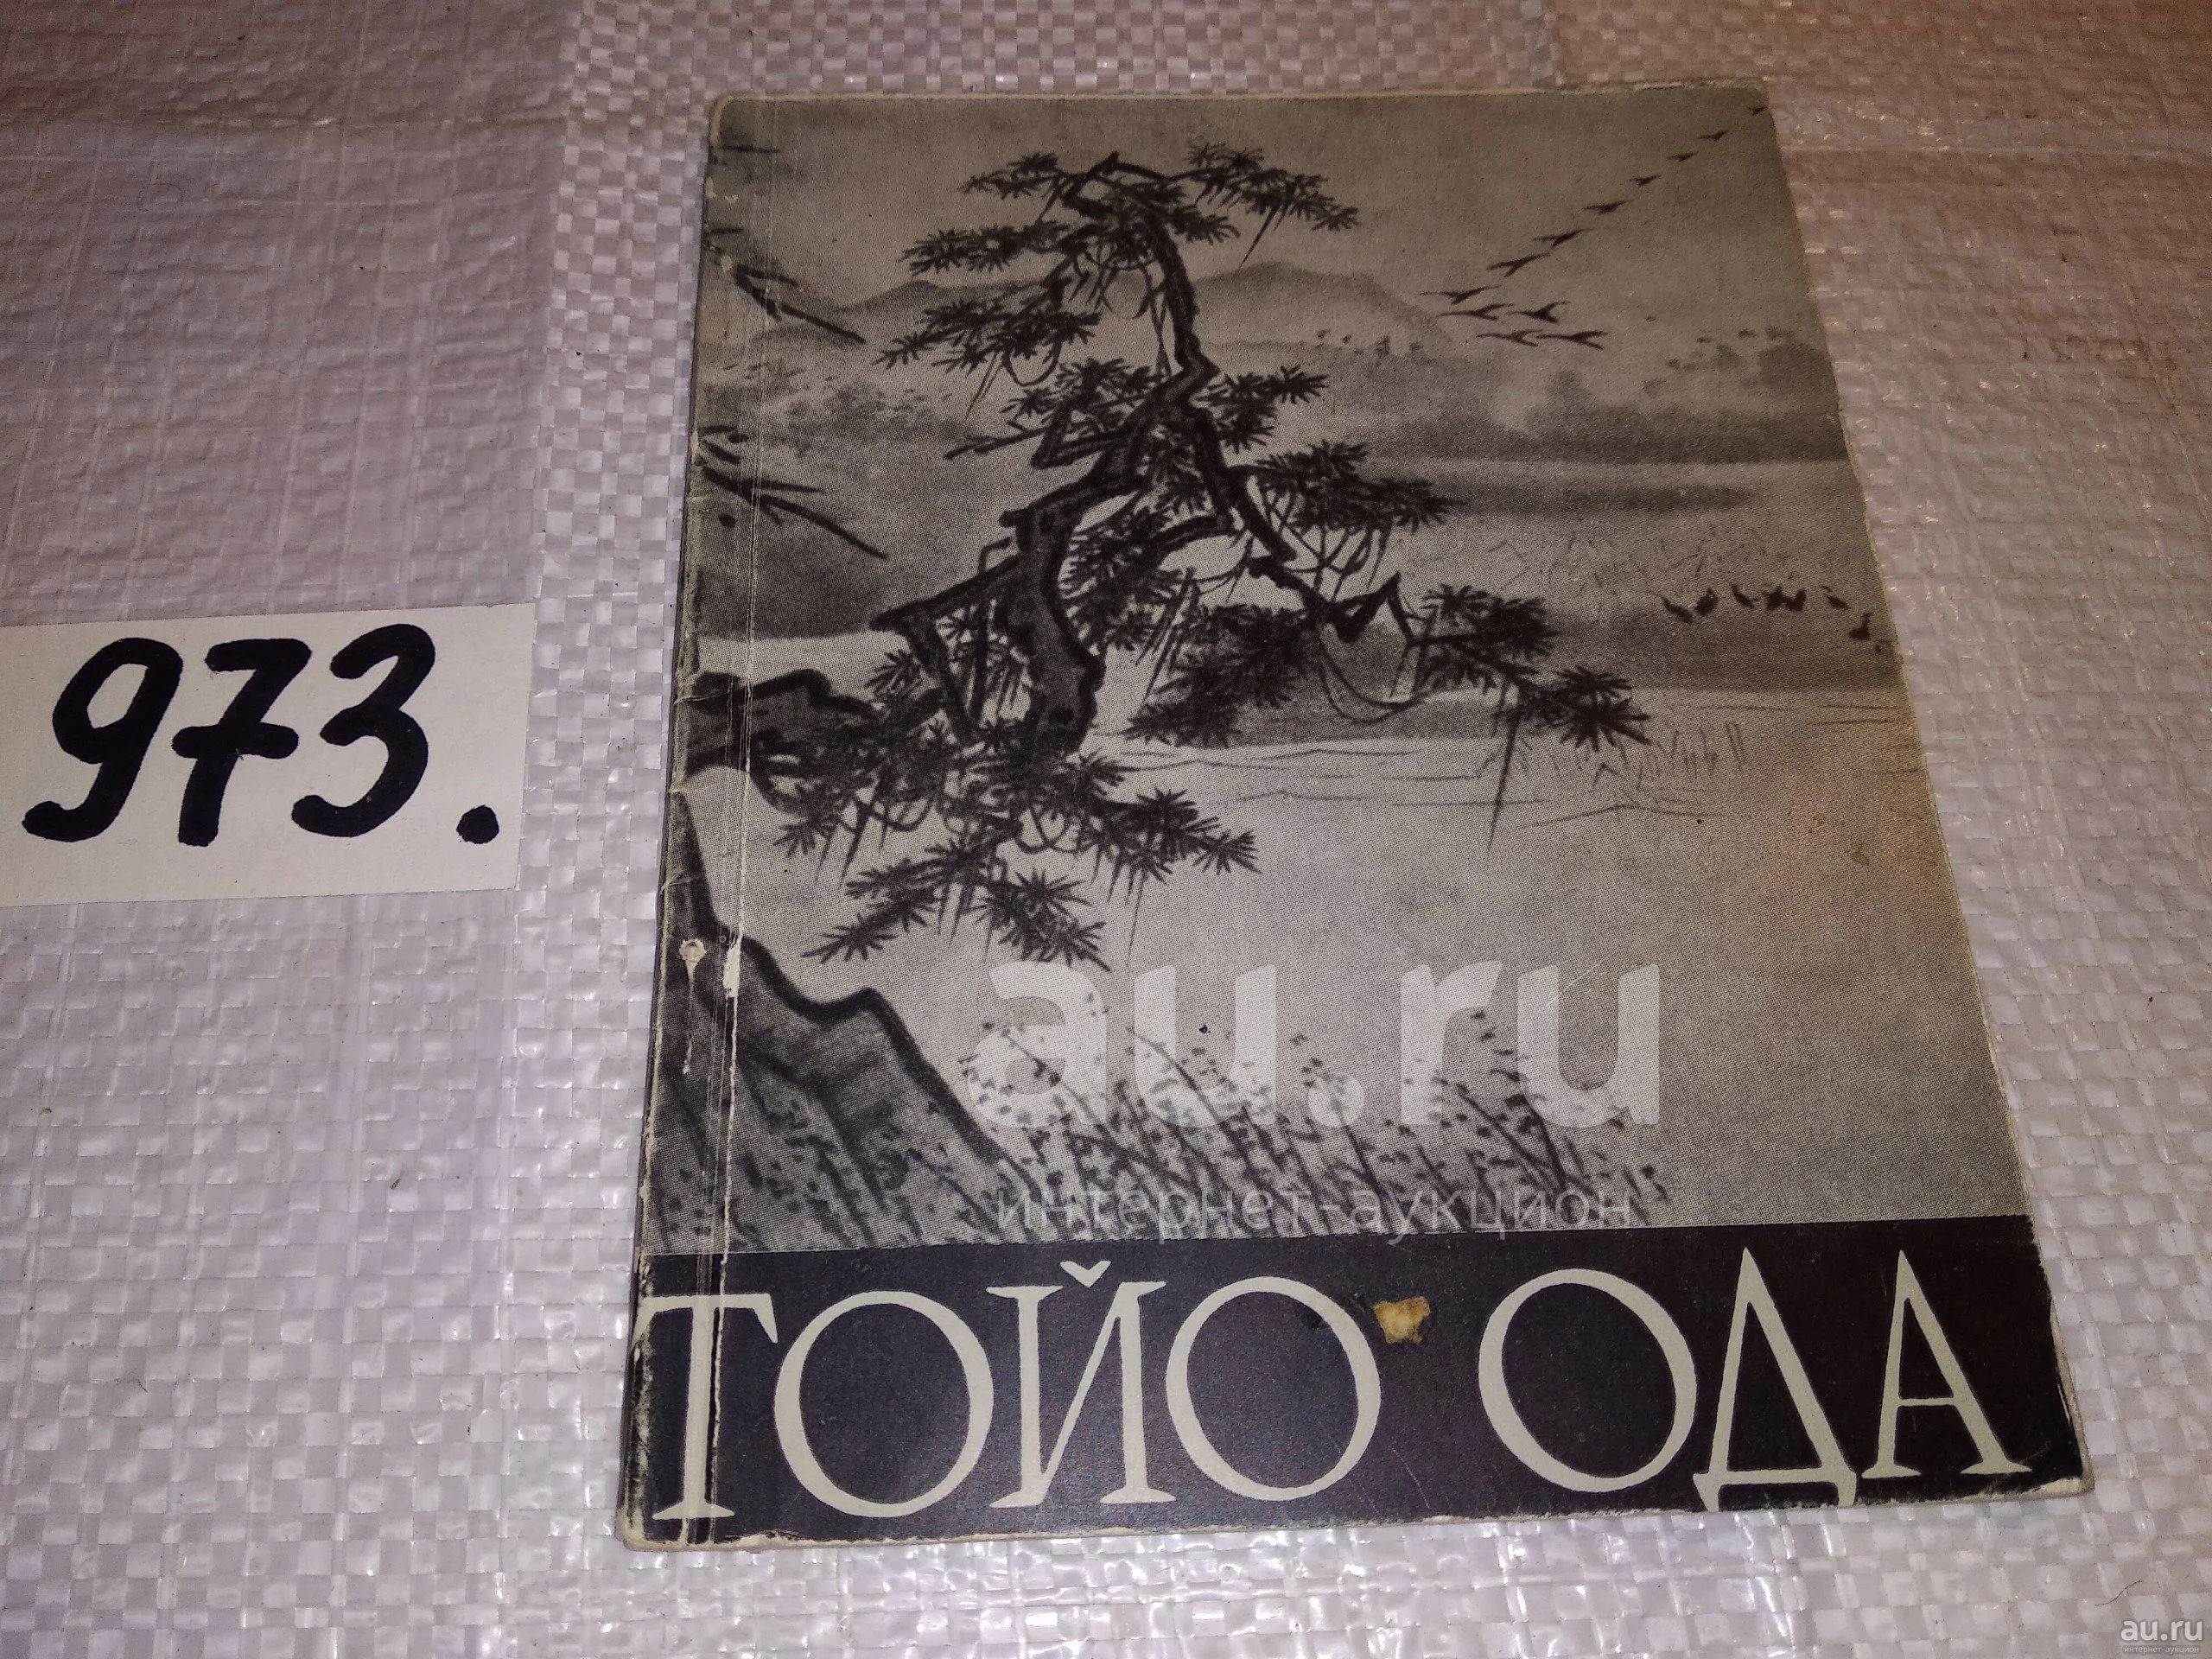 973.
au.ru
интернет-аукцион
ТОЙО ОДА
au.ru
интернет-аукцион